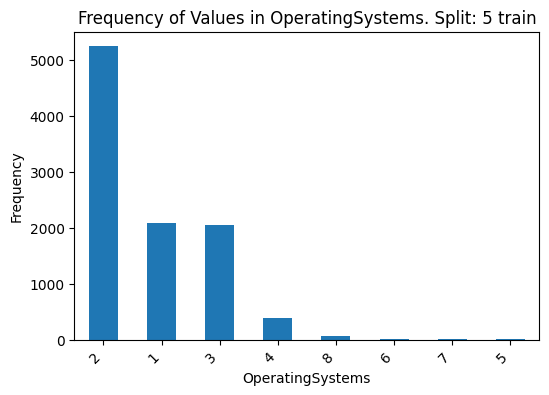 Frequency of Values in OperatingSystems. Split: 5 train
Frequency
5000
4000
3000
2000
1000
0
2 1 3 4 8 6 7 5
OperatingSystems